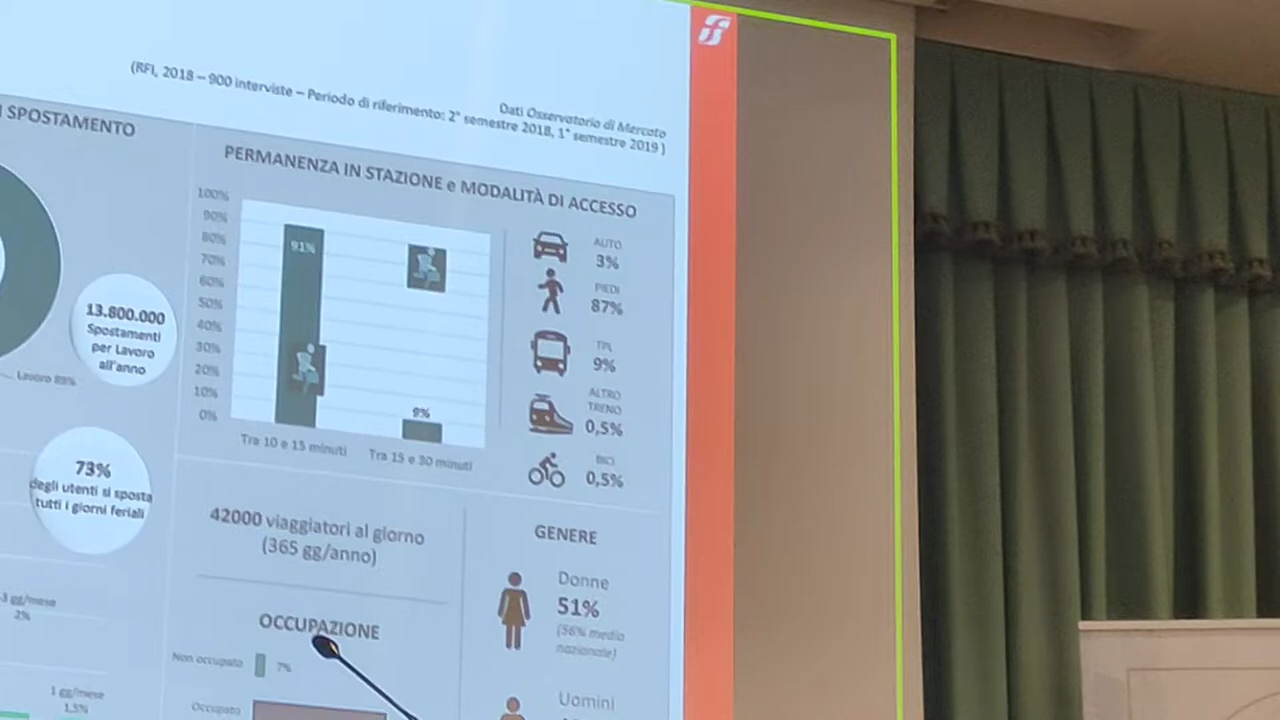 Dati Osservatorio di Mercato
(RFI, 2018 – 900 interviste – Periodo di riferimento: 2° semestre 2018, 1° semestre 2019)
SPOSTAMENTO
13.800.000
Spostamenti
per Lavoro
all'anno
Lavoro 89%
73%
degli utenti si sposta
tutti i giorni feriali
3 gg/mese
2%
1 gg/mese
1,5%
PERMANENZA IN STAZIONE e MODALITÀ DI ACCESSO
100%
90%
80%
70%
60%
50%
40%
30%
20%
10%
0%
91%
9%
Tra 10 e 15 minuti
Tra 15 e 30 minuti
AUTO
3%
PIEDI
87%
TPL
9%
ALTRO
TRENO
0,5%
BICI
0,5%
42000 viaggiatori al giorno
(365 gg/anno)
OCCUPAZIONE
Non occupato
7%
Occupato
GENERE
Donne
51%
(56% media
nazionale)
Uomini